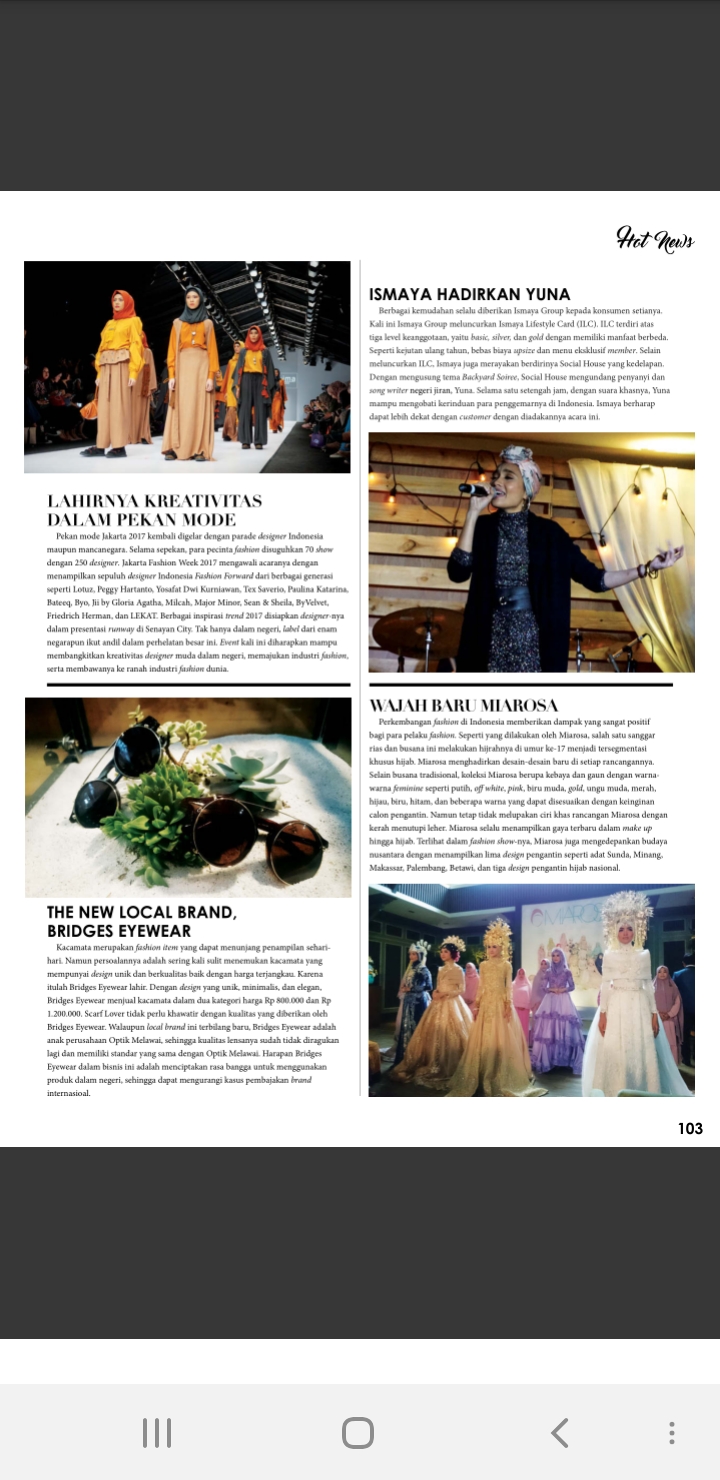 Hot News
LAHIRNYA KREATIVITAS
DALAM PEKAN MODE
Pekan mode Jakarta 2017 kembali digelar dengan parade designer Indonesia
maupun mancanegara. Selama sepekan, para pecinta fashion disuguhkan 70 show
dengan 250 designer. Jakarta Fashion Week 2017 mengawali acaranya dengan
menampilkan sepuluh designer Indonesia Fashion Forward dari berbagai generasi
seperti Lotuz, Peggy Hartanto, Yosafat Dwi Kurniawan, Tex Saverio, Paulina Katarina,
Bateeq, Byo, Jii by Gloria Agatha, Milcah, Major Minor, Sean & Sheila, ByVelvet,
Friedrich Herman, dan LEKAT. Berbagai inspirasi trend 2017 disiapkan designer-nya
dalam presentasi runway di Senayan City. Tak hanya dalam negeri, label dari enam
negarapun ikut andil dalam perhelatan besar ini. Event kali ini diharapkan mampu
membangkitkan kreativitas designer muda dalam negeri, memajukan industri fashion,
serta membawanya ke ranah industri fashion dunia.
THE NEW LOCAL BRAND,
BRIDGES EYEWEAR
Kacamata merupakan fashion item yang dapat menunjang penampilan sehari-
hari. Namun persoalannya adalah sering kali sulit menemukan kacamata yang
mempunyai design unik dan berkualitas baik dengan harga terjangkau. Karena
itulah Bridges Eyewear lahir. Dengan design yang unik, minimalis, dan elegan,
Bridges Eyewear menjual kacamata dalam dua kategori harga Rp 800.000 dan Rp
1.200.000. Scarf Lover tidak perlu khawatir dengan kualitas yang diberikan oleh
Bridges Eyewear. Walaupun local brand ini terbilang baru, Bridges Eyewear adalah
anak perusahaan Optik Melawai, sehingga kualitas lensanya sudah tidak diragukan
lagi dan memiliki standar yang sama dengan Optik Melawai. Harapan Bridges
Eyewear dalam bisnis ini adalah menciptakan rasa bangga untuk menggunakan
produk dalam negeri, sehingga dapat mengurangi kasus pembajakan brand
internasioal.
ISMAYA HADIRKAN YUNA
Berbagai kemudahan selalu diberikan Ismaya Group kepada konsumen setianya.
Kali ini Ismaya Group meluncurkan Ismaya Lifestyle Card (ILC). ILC terdiri atas
tiga level keanggotaan, yaitu basic, silver, dan gold dengan memiliki manfaat berbeda.
Seperti kejutan ulang tahun, bebas biaya upsize dan menu eksklusif member. Selain
meluncurkan ILC, Ismaya juga merayakan berdirinya Social House yang kedelapan.
Dengan mengusung tema Backyard Soiree, Social House mengundang penyanyi dan
song writer negeri jiran, Yuna. Selama satu setengah jam, dengan suara khasnya, Yuna
mampu mengobati kerinduan para penggemarnya di Indonesia. Ismaya berharap
dapat lebih dekat dengan customer dengan diadakannya acara ini.
WAJAH BARU MIAROSA
Perkembangan fashion di Indonesia memberikan dampak yang sangat positif
bagi para pelaku fashion. Seperti yang dilakukan oleh Miarosa, salah satu sanggar
rias dan busana ini melakukan hijrahnya di umur ke-17 menjadi tersegmentasi
khusus hijab. Miarosa menghadirkan desain-desain baru di setiap rancangannya.
Selain busana tradisional, koleksi Miarosa berupa kebaya dan gaun dengan warna-
warna feminine seperti putih, off white, pink, biru muda, gold, ungu muda, merah,
hijau, biru, hitam, dan beberapa warna yang dapat disesuaikan dengan keinginan
calon pengantin. Namun tetap tidak melupakan ciri khas rancangan Miarosa dengan
kerah menutupi leher. Miarosa selalu menampilkan gaya terbaru dalam make up
hingga hijab. Terlihat dalam fashion show-nya, Miarosa juga mengedepankan budaya
nusantara dengan menampilkan lima design pengantin seperti adat Sunda, Minang,
Makassar, Palembang, Betawi, dan tiga design pengantin hijab nasional.
103